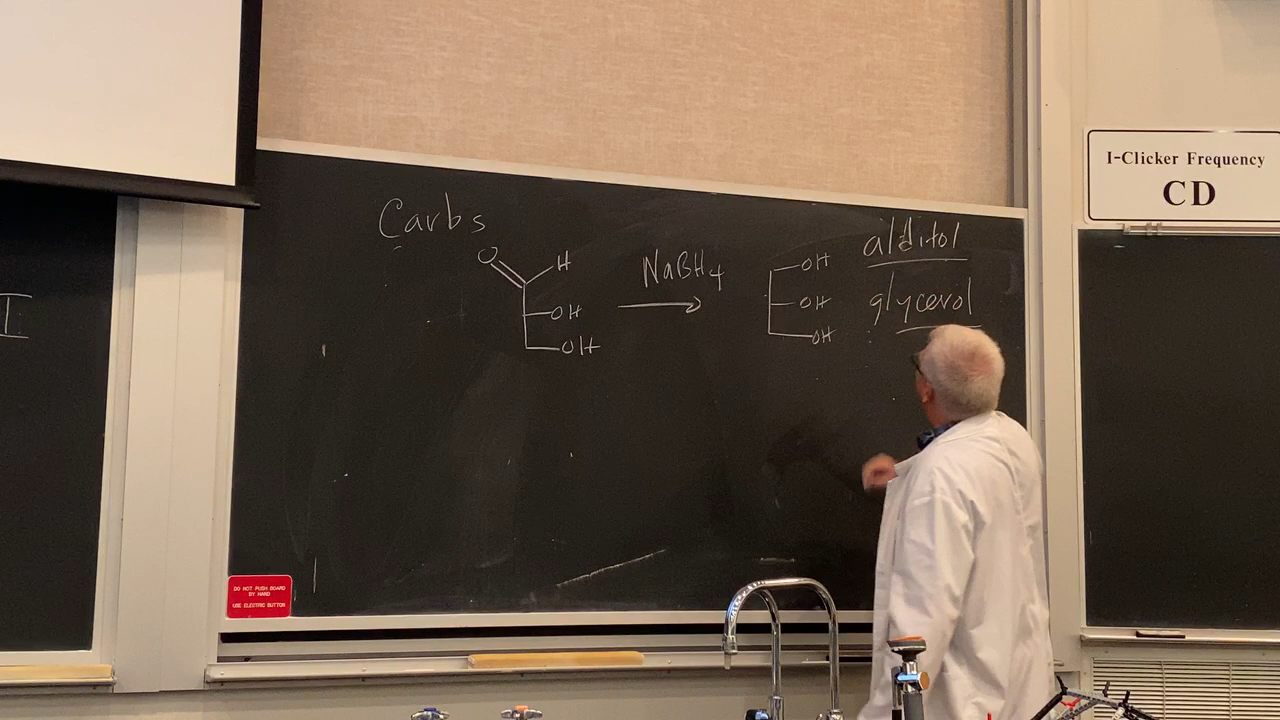 I
Carbs
O
H
OH
OH
NaBH4
OH
OH
OH
alditol
glycerol
I-Clicker Frequency
CD
DO NOT PUSH BOARD
BY HAND
USE ELECTRIC BUTTON